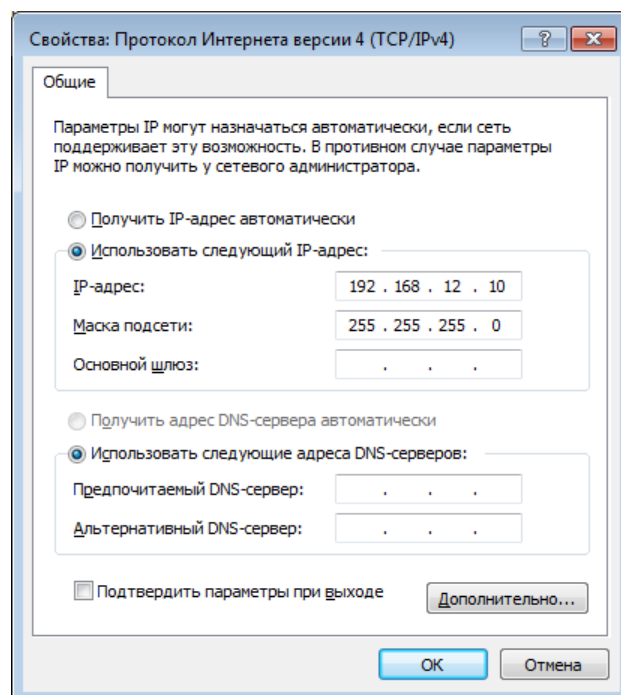 Свойства: Протокол Интернета версии 4 (TCP/IPv4)
Общие
Параметры IP могут назначаться автоматически, если сеть
поддерживает эту возможность. В противном случае параметры
IP можно получить у сетевого администратора.
Получить IP-адрес автоматически
Использовать следующий IP-адрес:
IP-адрес: 192 . 168 . 12 . 10
Маска подсети: 255 . 255 . 255 . 0
Основной шлюз: . . .
Получить адрес DNS-сервера автоматически
Использовать следующие адреса DNS-серверов:
Предпочитаемый DNS-сервер: . . .
Альтернативный DNS-сервер: . . .
Подтвердить параметры при выходе
Дополнительно...
OK Отмена